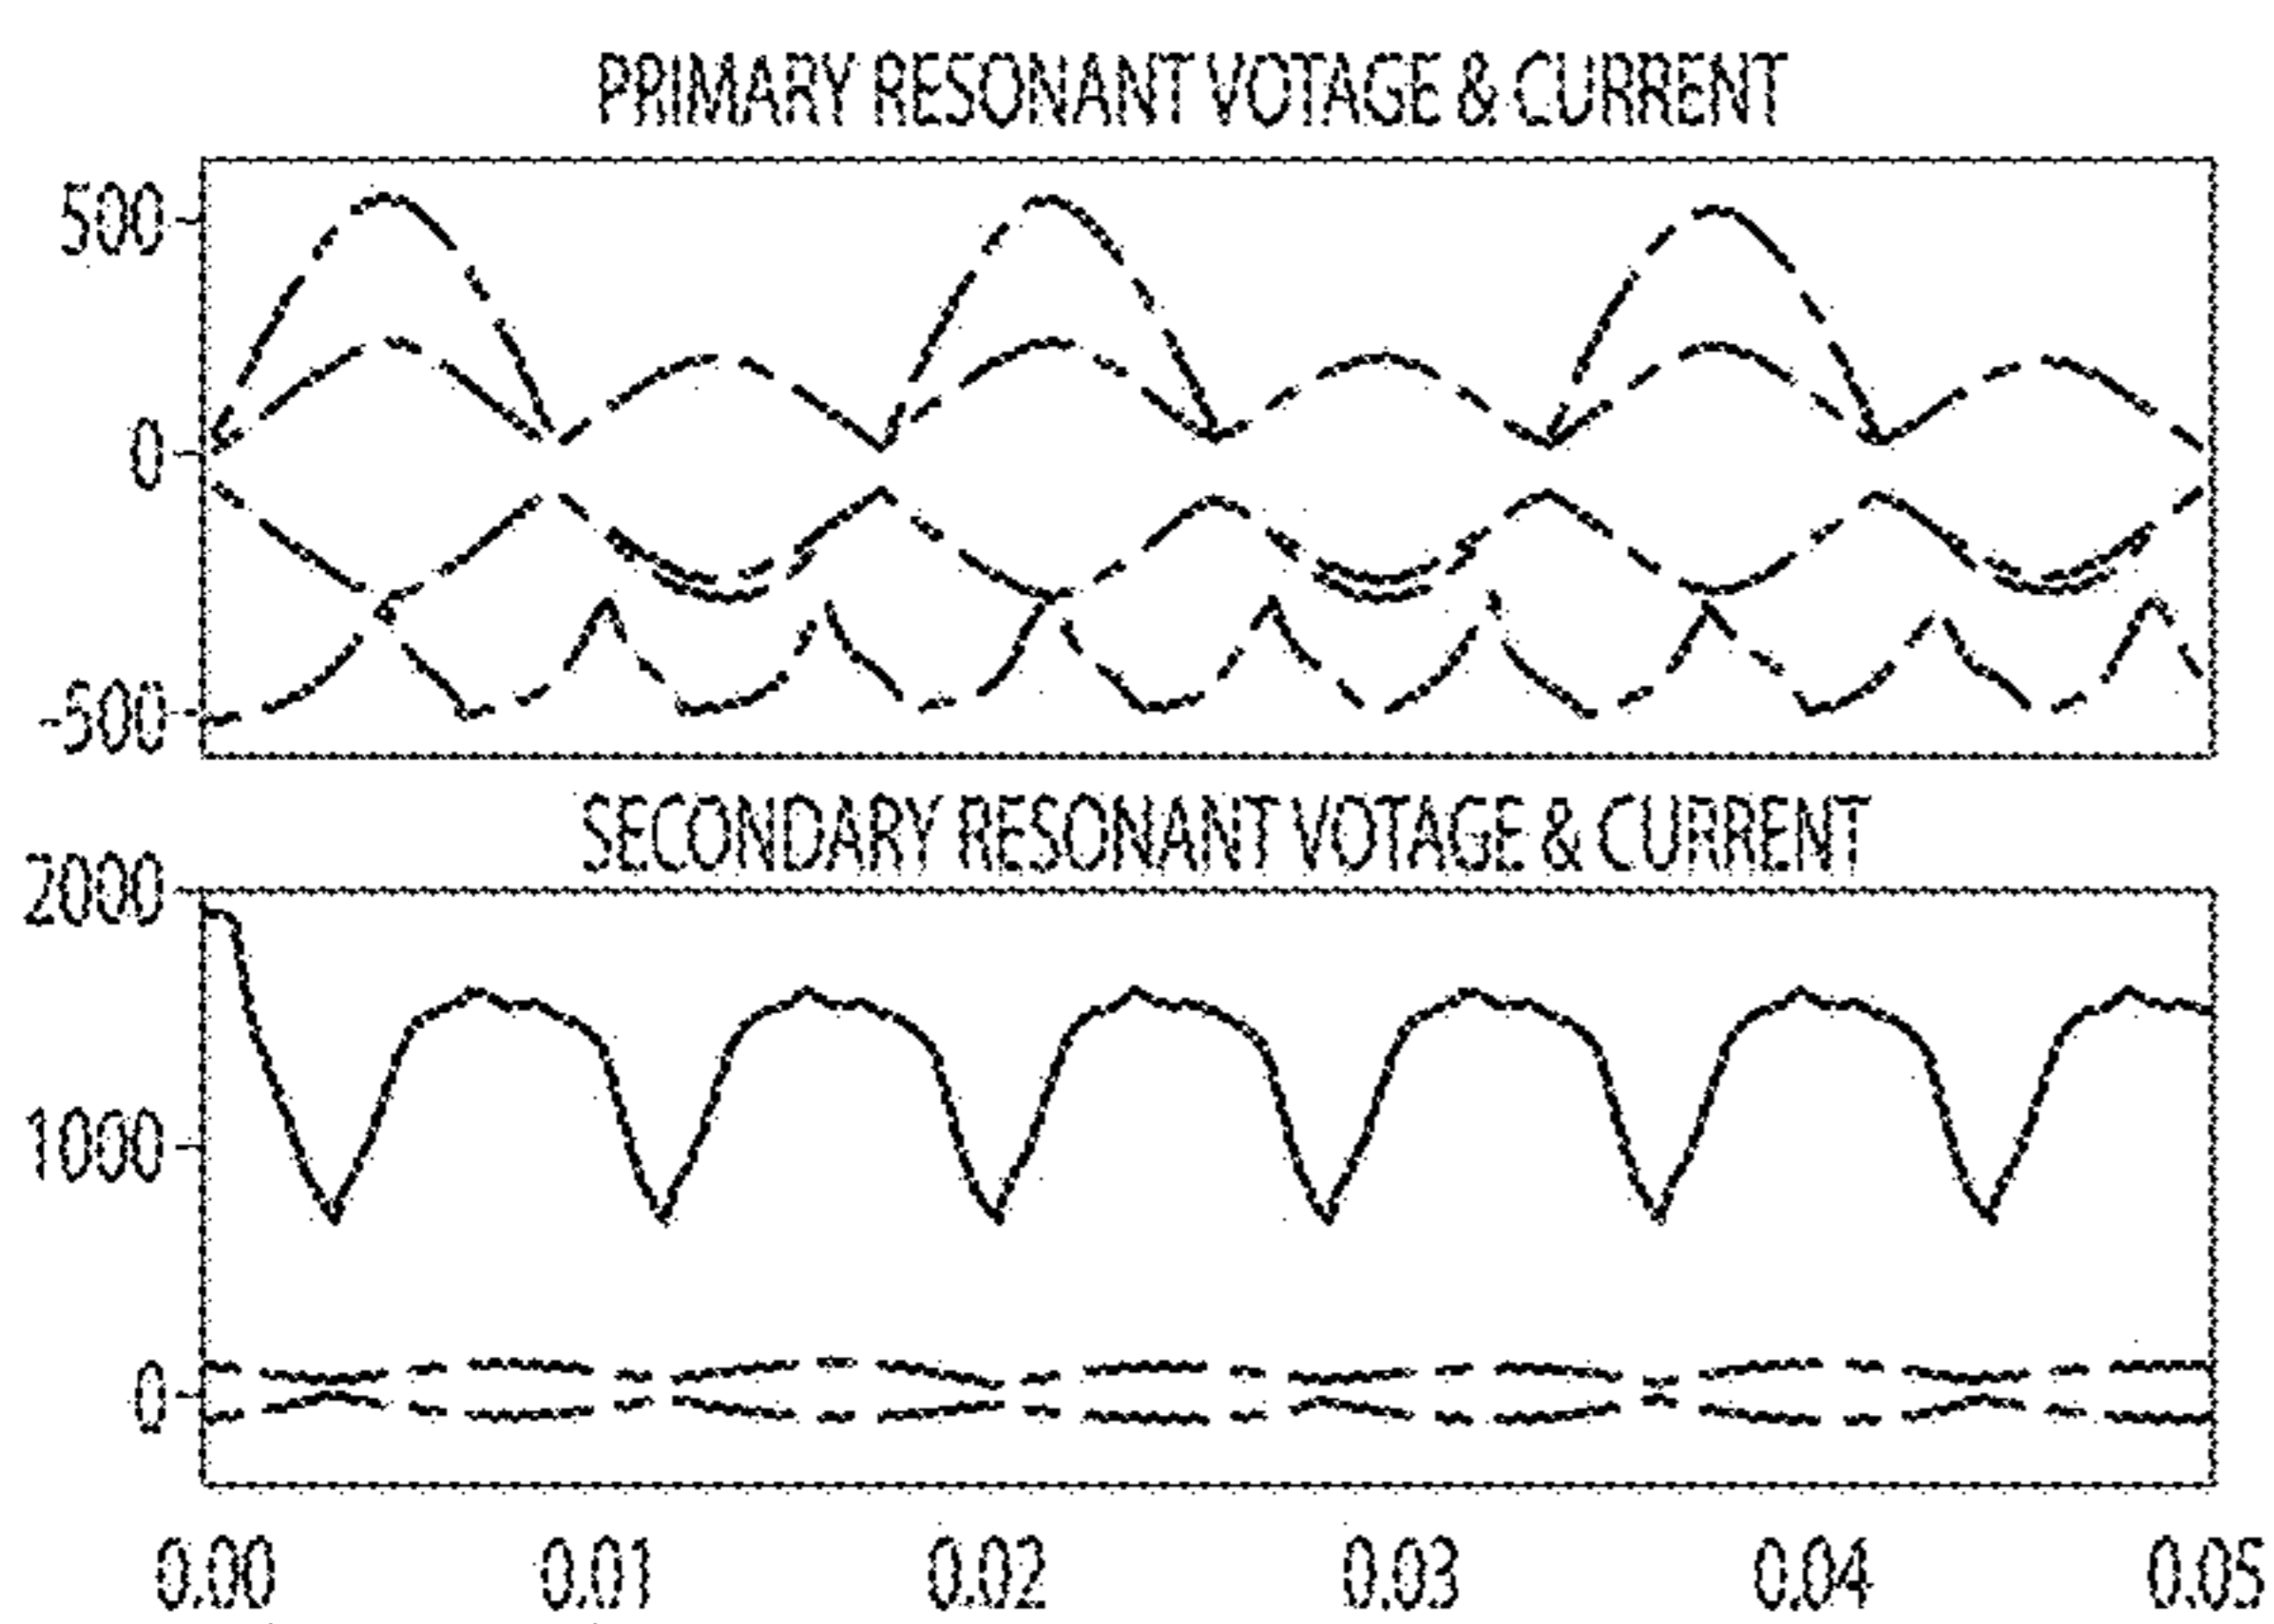 PRIMARY RESONANT VOTAGE & CURRENT
500
0
-500
SECONDARY RESONANT VOTAGE & CURRENT
2000
1000
0
0.00 0.01 0.02 0.03 0.04 0.05